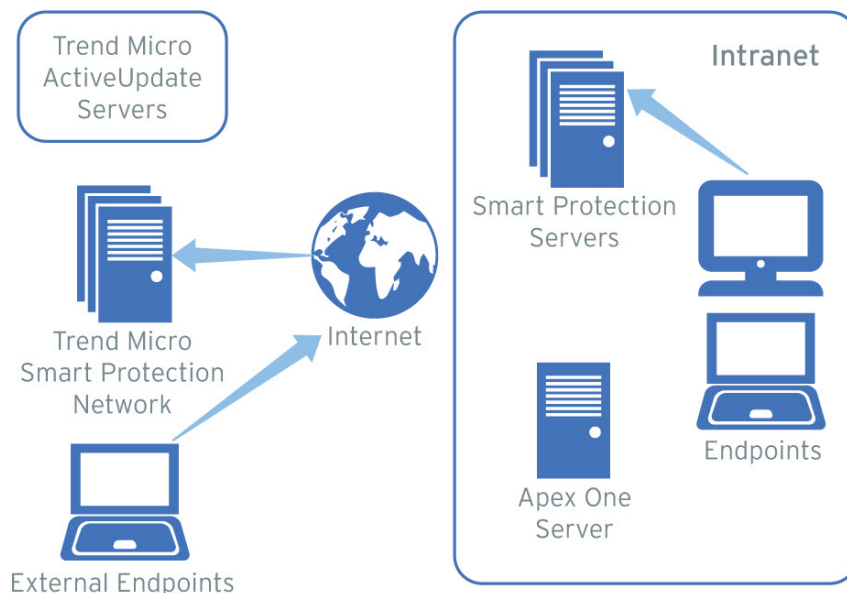 Trend Micro
ActiveUpdate
Servers
Intranet
Smart Protection
Servers
Trend Micro
Smart Protection
Network
Internet
Endpoints
Apex One
Server
External Endpoints